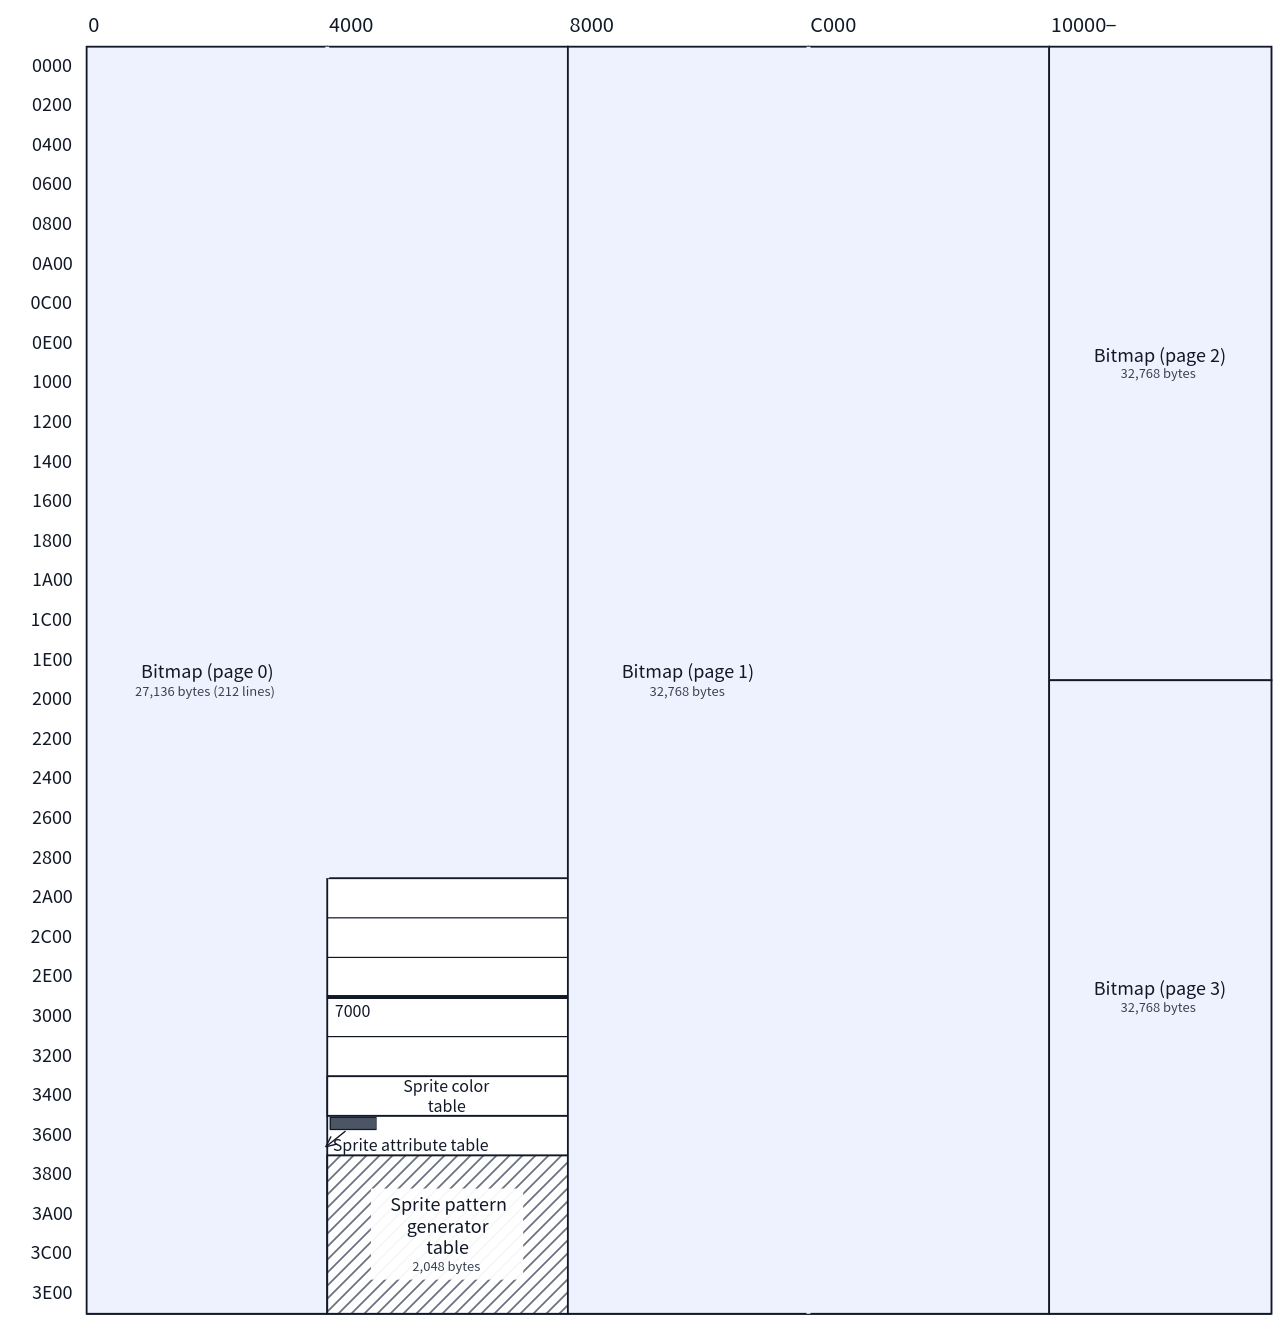 0 4000 8000 C000 10000–
0000
0200
0400
0600
0800
0A00
0C00
0E00
Bitmap (page 2)
32,768 bytes
1000
1200
1400
1600
1800
1A00
1C00
1E00
Bitmap (page 0)
27,136 bytes (212 lines)
Bitmap (page 1)
32,768 bytes
2000
2200
2400
2600
2800
2A00
2C00
2E00
Bitmap (page 3)
32,768 bytes
7000
3000
3200
Sprite color
table
3400
3600
Sprite attribute table
3800
Sprite pattern
generator
table
2,048 bytes
3A00
3C00
3E00